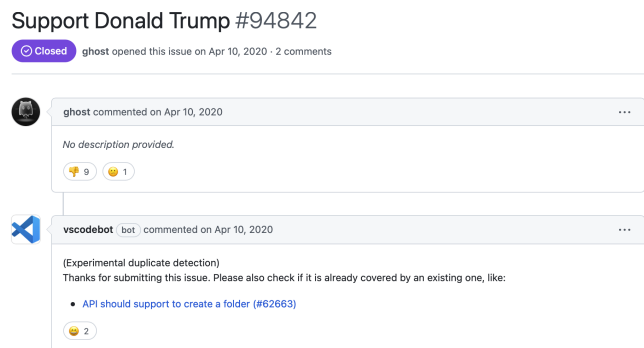 Support Donald Trump #94842
Closed ghost opened this issue on Apr 10, 2020 · 2 comments
ghost commented on Apr 10, 2020
No description provided.
9 1
vscodebot bot commented on Apr 10, 2020
(Experimental duplicate detection)
Thanks for submitting this issue. Please also check if it is already covered by an existing one, like:
• API should support to create a folder (#62663)
2